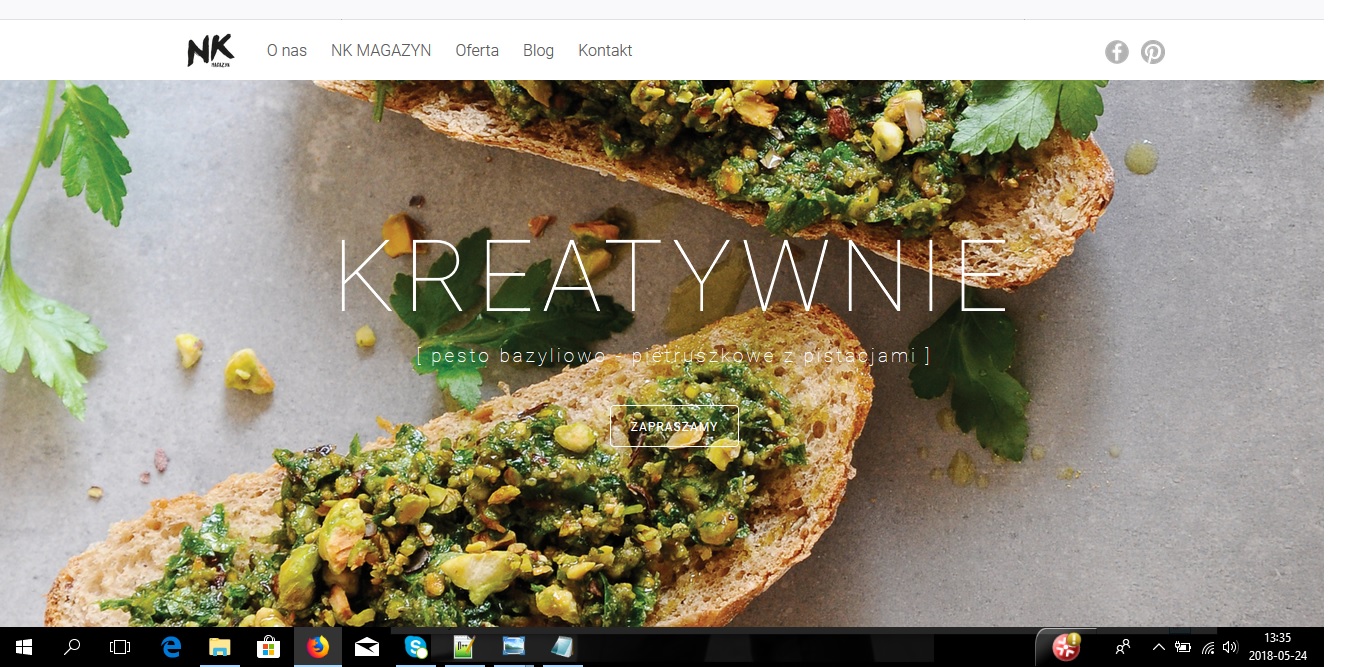 NK
MAGAZYN
O nas
NK MAGAZYN
Oferta
Blog
Kontakt
KREATYWNIE
[ pesto bazyliowo - pietruszkowe z pistacjami ]
ZAPRASZAMY
13:35
2018-05-24